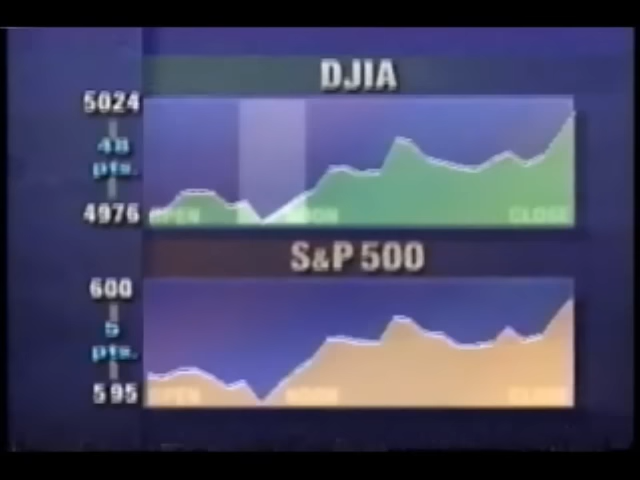 DJIA
5024
48
pts.
4976
OPEN NOON CLOSE
S&P 500
600
5
pts.
595
OPEN NOON CLOSE